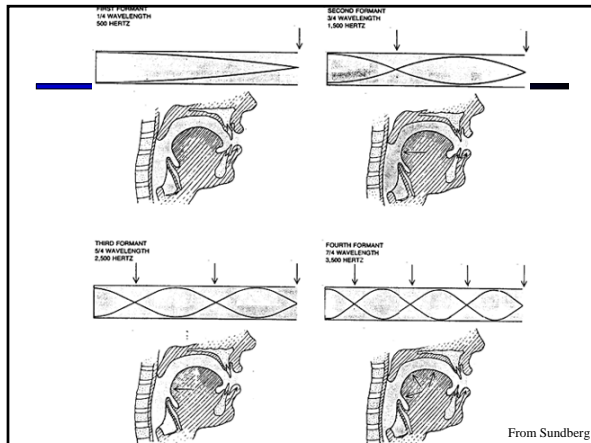 FIRST FORMANT
1/4 WAVELENGTH
500 HERTZ
SECOND FORMANT
3/4 WAVELENGTH
1,500 HERTZ
THIRD FORMANT
5/4 WAVELENGTH
2,500 HERTZ
FOURTH FORMANT
7/4 WAVELENGTH
3,500 HERTZ
From Sundberg